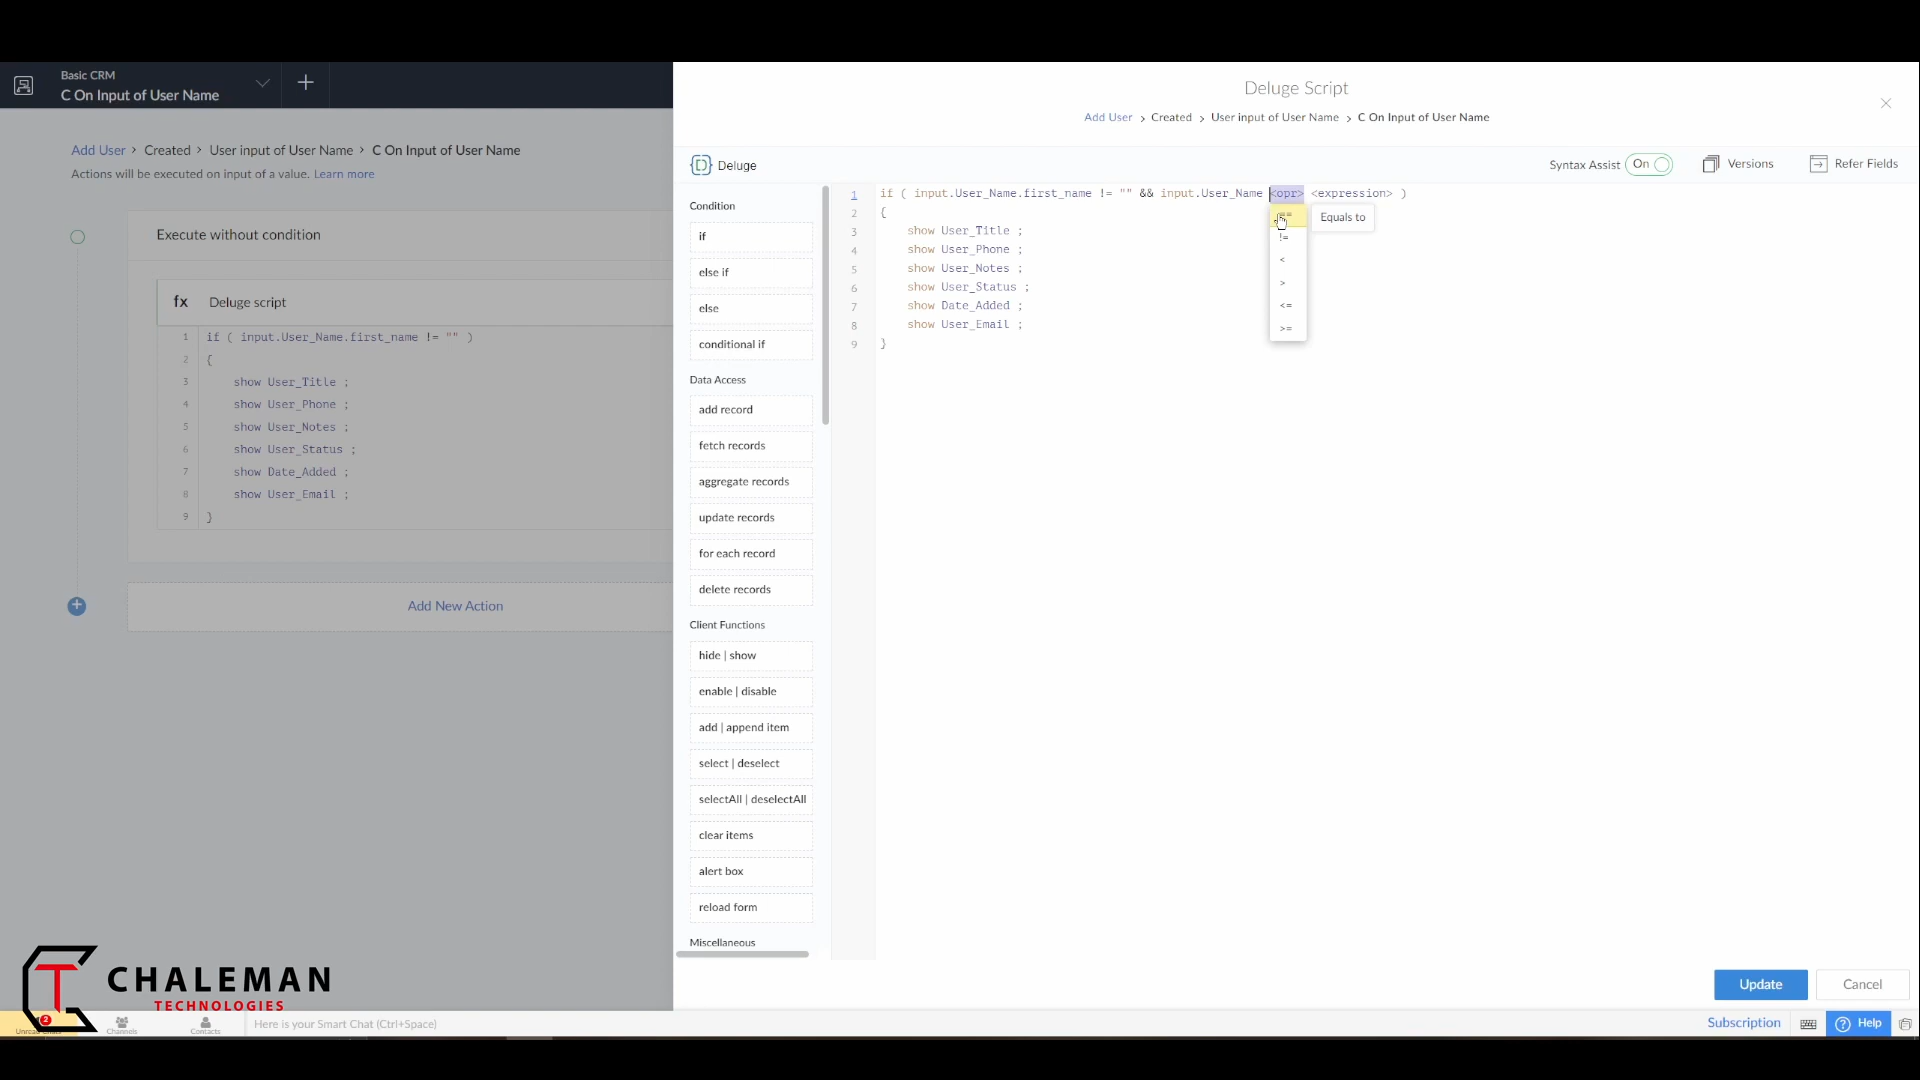 Basic CRM
C On Input of User Name
Add User > Created > User input of User Name > C On Input of User Name
Actions will be executed on input of a value. Learn more
Execute without condition
fx Deluge script
1 if ( input.User_Name.first_name != "" )
2 {
3 show User_Title ;
4 show User_Phone ;
5 show User_Notes ;
6 show User_Status ;
7 show Date_Added ;
8 show User_Email ;
9 }
Add New Action
Deluge Script
Add User > Created > User input of User Name > C On Input of User Name
Deluge
Syntax Assist On
Versions
Refer Fields
Condition
if
else if
else
conditional if
Data Access
add record
fetch records
aggregate records
update records
for each record
delete records
Client Functions
hide | show
enable | disable
add | append item
select | deselect
selectAll | deselectAll
clear items
alert box
reload form
Miscellaneous
1 if ( input.User_Name.first_name != "" && input.User_Name <opr> <expression> )
2 {
3 show User_Title ;
4 show User_Phone ;
5 show User_Notes ;
6 show User_Status ;
7 show Date_Added ;
8 show User_Email ;
9 }
==
Equals to
!=
<
>
<=
>=
Update
Cancel
CHALEMAN
TECHNOLOGIES
2
Channels
Contacts
Here is your Smart Chat (Ctrl+Space)
Subscription
Help